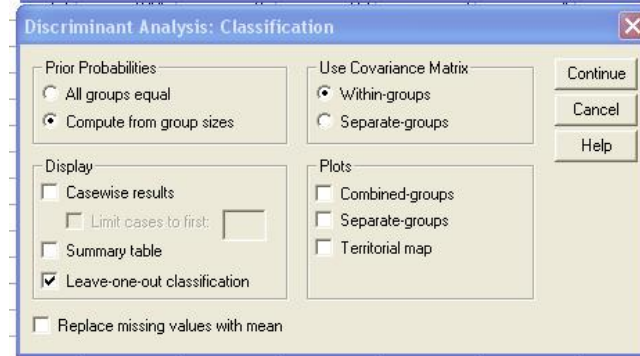 Discriminant Analysis: Classification
Prior Probabilities
All groups equal
Compute from group sizes
Use Covariance Matrix
Within-groups
Separate-groups
Continue
Cancel
Help
Display
Casewise results
Limit cases to first:
Summary table
Leave-one-out classification
Plots
Combined-groups
Separate-groups
Territorial map
Replace missing values with mean